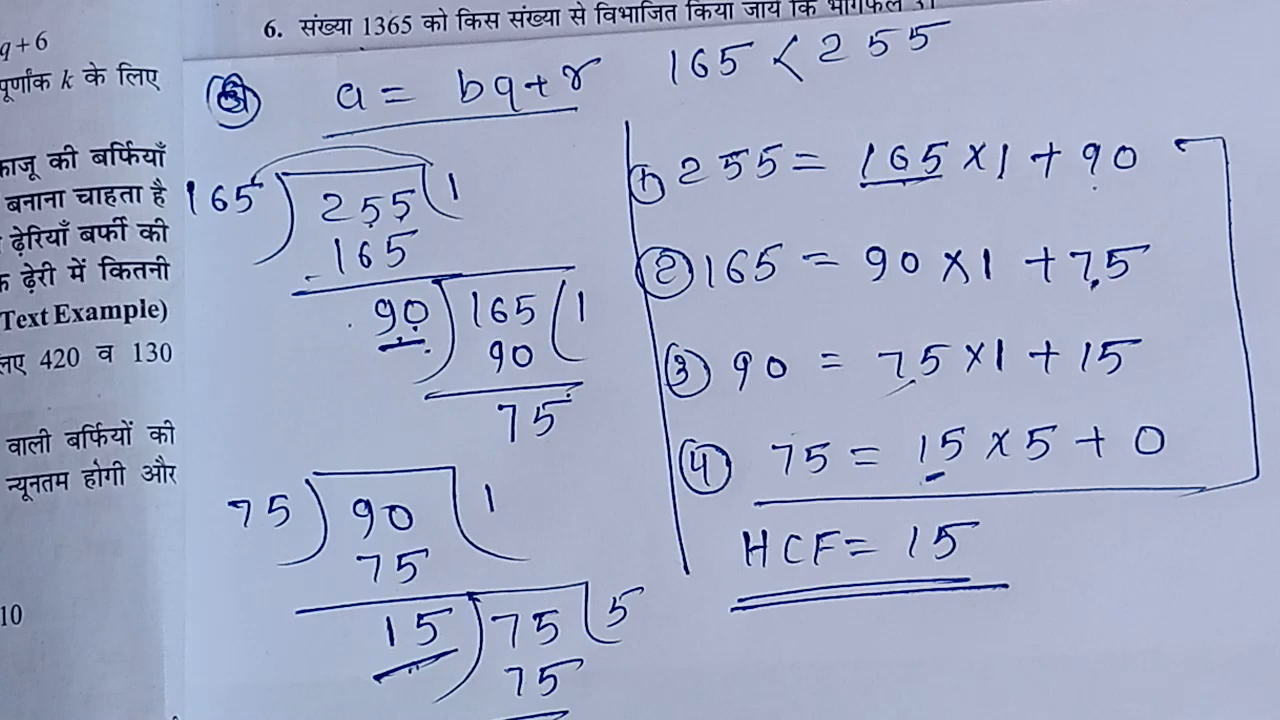 6. संख्या 1365 को किस संख्या से विभाजित किया जाये कि भागफल 31
q+6
पूर्णांक k के लिए
काजू की बर्फियाँ
बनाना चाहता है
ढ़ेरियाँ बर्फी की
ढ़ेरी में कितनी
Text Example)
लिए 420 व 130
वाली बर्फियों की
न्यूनतम होगी और
10
a = bq+r
165 < 255
165 ) 255 ( 1
165
90 ) 165 ( 1
90
75
75 ) 90 ( 1
75
15 ) 75 ( 5
75
① 255 = 165 × 1 + 90
② 165 = 90 × 1 + 75
③ 90 = 75 × 1 + 15
④ 75 = 15 × 5 + 0
HCF = 15